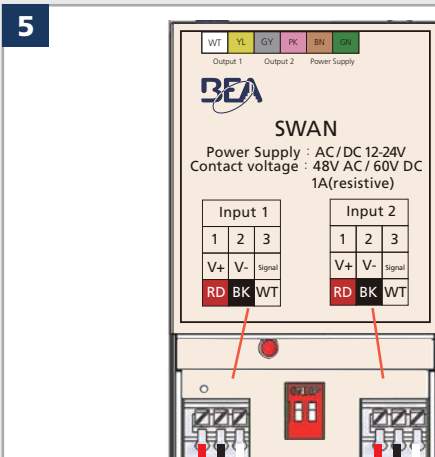 5
WT YL GY PK BN GN
Output 1 Output 2 Power Supply
BEA
SWAN
Power Supply : AC/DC 12-24V
Contact voltage : 48V AC / 60V DC
1A(resistive)
Input 1
1 2 3
V+ V- Signal
RD BK WT
Input 2
1 2 3
V+ V- Signal
RD BK WT